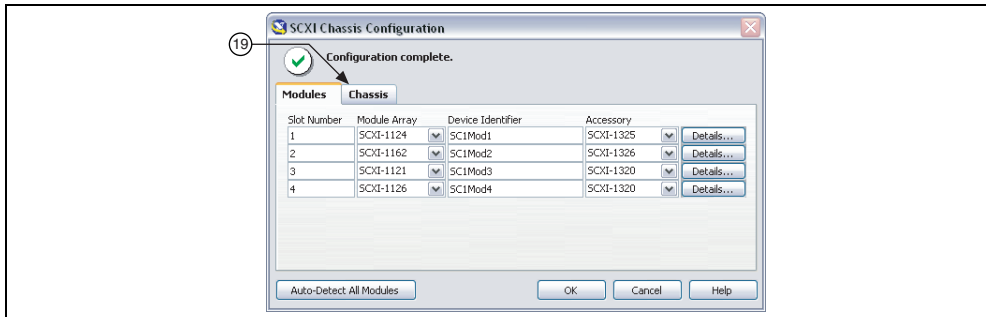 SCXI Chassis Configuration
19
Configuration complete.
Modules Chassis
Slot Number Module Array Device Identifier Accessory
1 SCXI-1124 SC1Mod1 SCXI-1325 Details...
2 SCXI-1162 SC1Mod2 SCXI-1326 Details...
3 SCXI-1121 SC1Mod3 SCXI-1320 Details...
4 SCXI-1126 SC1Mod4 SCXI-1320 Details...
Auto-Detect All Modules OK Cancel Help